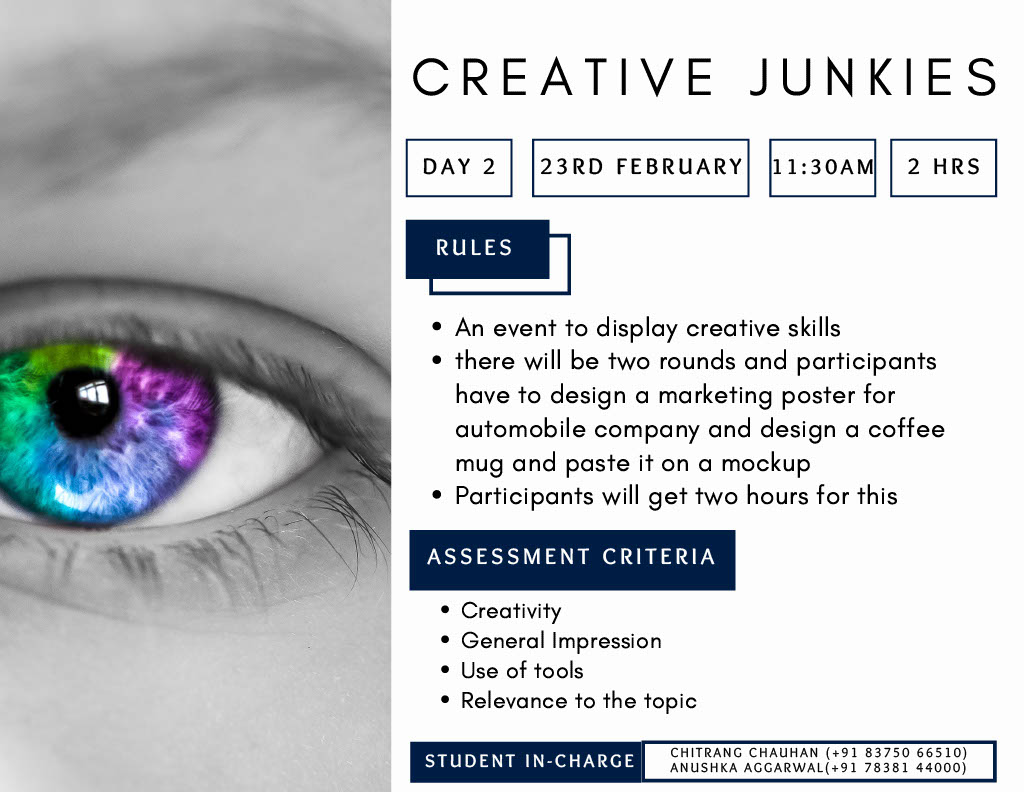 CREATIVE JUNKIES
DAY 2
23RD FEBRUARY
11:30AM
2 HRS
RULES
• An event to display creative skills
• there will be two rounds and participants
have to design a marketing poster for
automobile company and design a coffee
mug and paste it on a mockup
• Participants will get two hours for this
ASSESSMENT CRITERIA
• Creativity
• General Impression
• Use of tools
• Relevance to the topic
STUDENT IN-CHARGE
CHITRANG CHAUHAN (+91 83750 66510)
ANUSHKA AGGARWAL(+91 78381 44000)